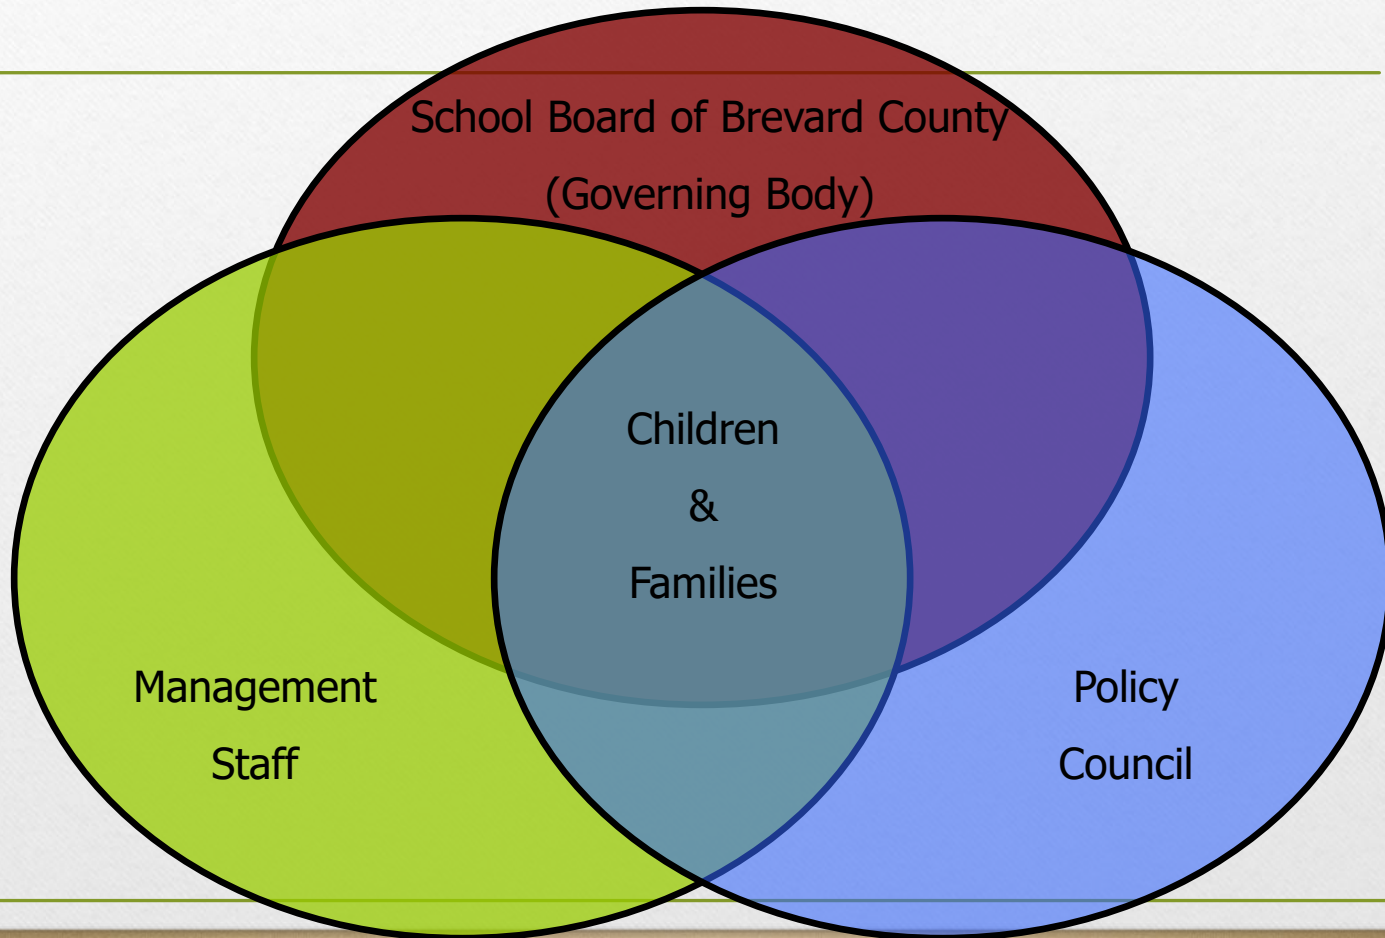 School Board of Brevard County
(Governing Body)
Children
&
Families
Management
Staff
Policy
Council